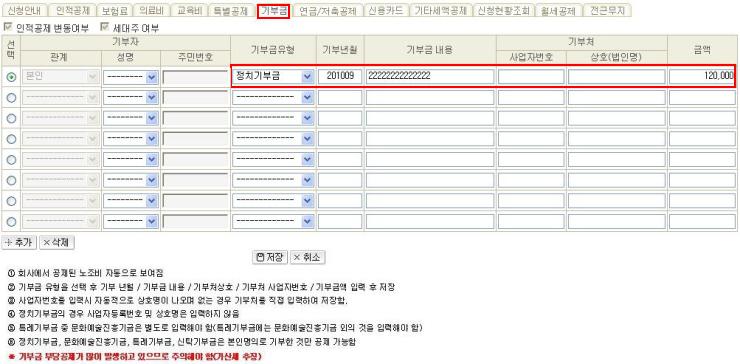 신청안내 인적공제 보험료 의료비 교육비 특별공제 기부금 연금/저축공제 신용카드 기타세액공제 신청현황조회 월세공제 전근무지
인적공제 변동여부 세대주 여부
선택 기부자 기부금유형 기부년월 기부금 내용 기부처 금액
관계 성명 주민번호 사업자번호 상호(법인명)
본인 -------- 정치기부금 201009 22222222222222 120,000
------------- -------- -------------
------------- -------- -------------
------------- -------- -------------
------------- -------- -------------
------------- -------- -------------
------------- -------- -------------
------------- -------- -------------
추가 삭제
저장 취소
① 회사에서 공제된 노조비 자동으로 보여짐
② 기부금 유형을 선택 후 기부 년월 / 기부금 내용 / 기부처상호 / 기부처 사업자번호 / 기부금액 입력 후 저장
③ 사업자번호를 입력시 자동적으로 상호명이 나오며 없는 경우 기부처를 직접 입력하여 저장함.
④ 정치기부금의 경우 사업자등록번호 및 상호명은 입력하지 않음
⑤ 특례기부금 중 문화예술진흥기금은 별도로 입력해야 함(특례기부금에는 문화예술진흥기금 외의 것을 입력해야 함)
⑥ 정치기부금, 문화예술진흥기금, 특례기부금, 신탁기부금은 본인명의로 기부한 것만 공제 가능함
* 기부금 부당공제가 많이 발생하고 있으므로 주의해야 함(가산세 추징)